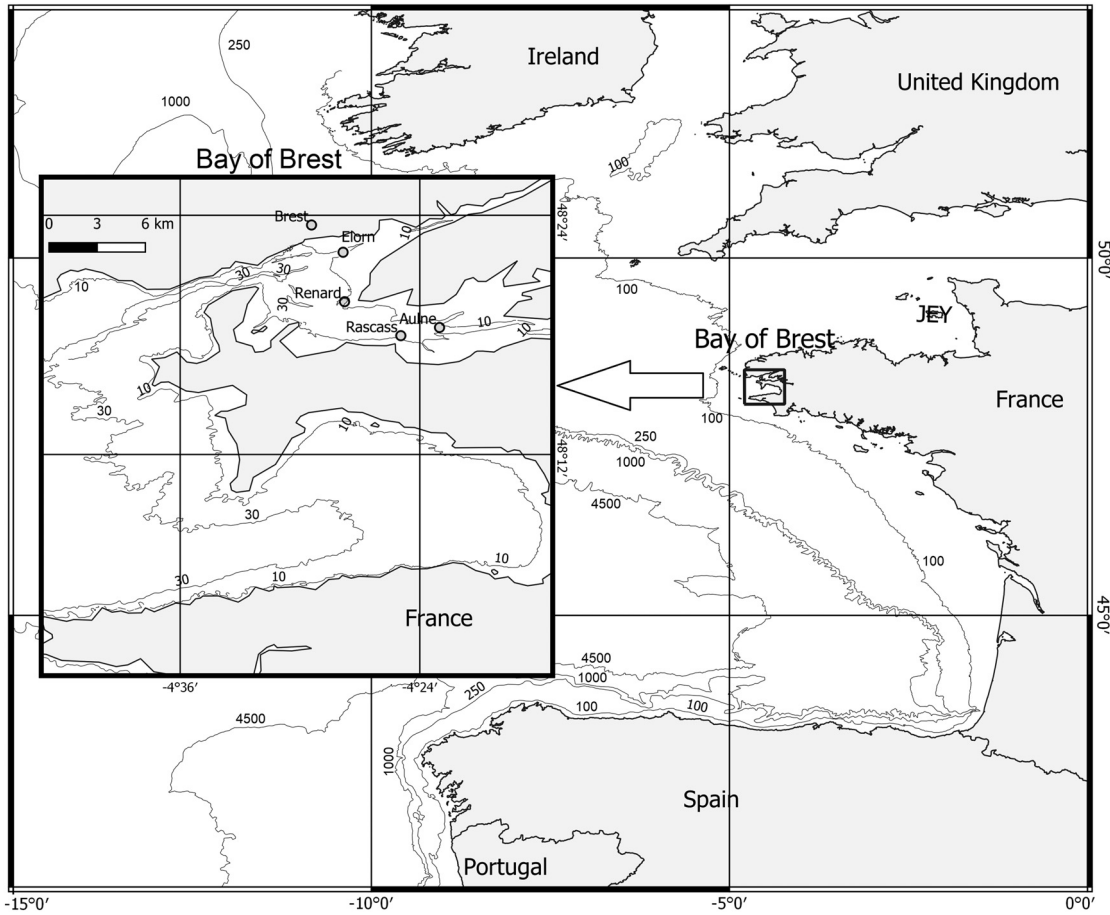 250
Ireland
United Kingdom
1000
100
Bay of Brest
0 3 6 km
Brest
Elorn
10
48°24'
50°0'
30
30
10
Renard
30
100
JEY
Rascass
Aulne
10
10
Bay of Brest
10
France
30
10
100
250
48°12'
1000
4500
30
100
10
30
10
45°0'
France
4500
1000
-4°36'
-4°24'
250
4500
100
100
1000
Spain
Portugal
-15°0'
-10°0'
-5°0'
0°0'